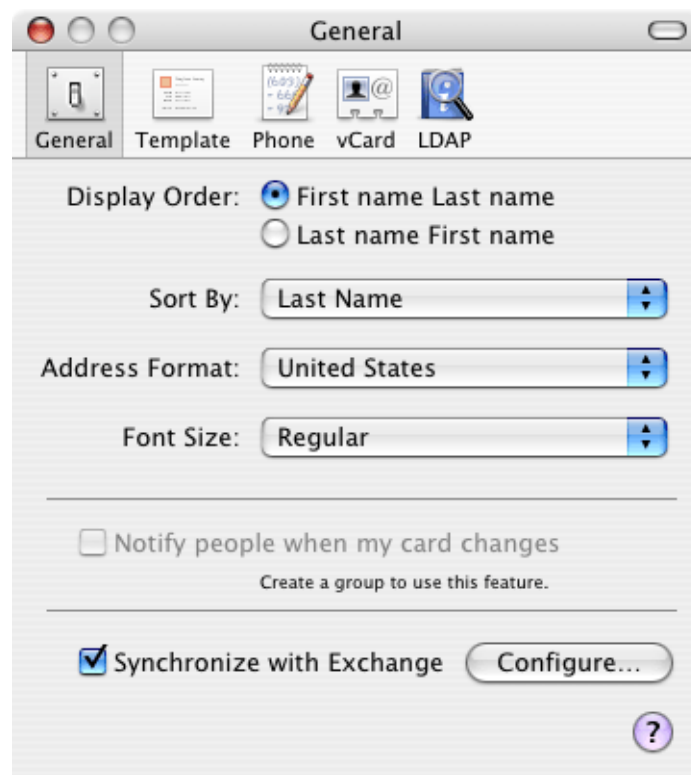 General
General Template Phone vCard LDAP
Display Order: First name Last name
Last name First name
Sort By: Last Name
Address Format: United States
Font Size: Regular
Notify people when my card changes
Create a group to use this feature.
Synchronize with Exchange Configure...
?